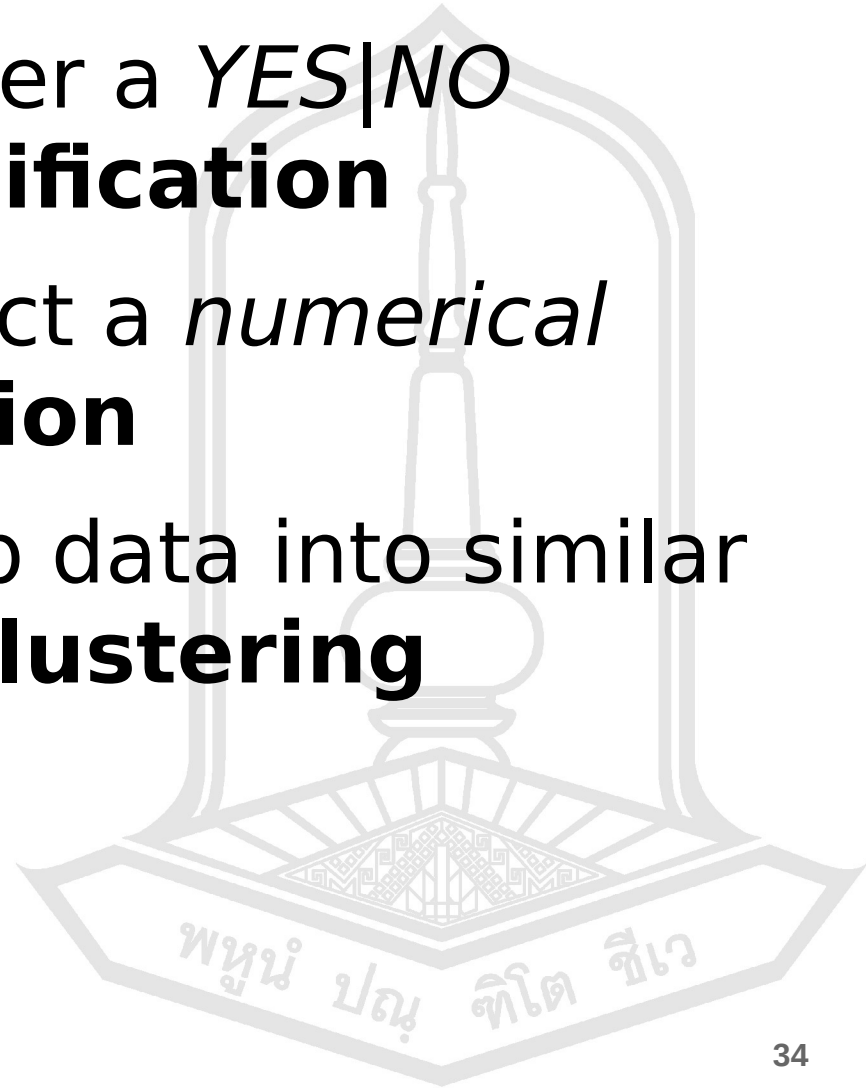 er a YES|NO
ification
ct a numerical
ion
data into similar
lustering
พหูนํ ปณฺฑิโต ชีเว
34